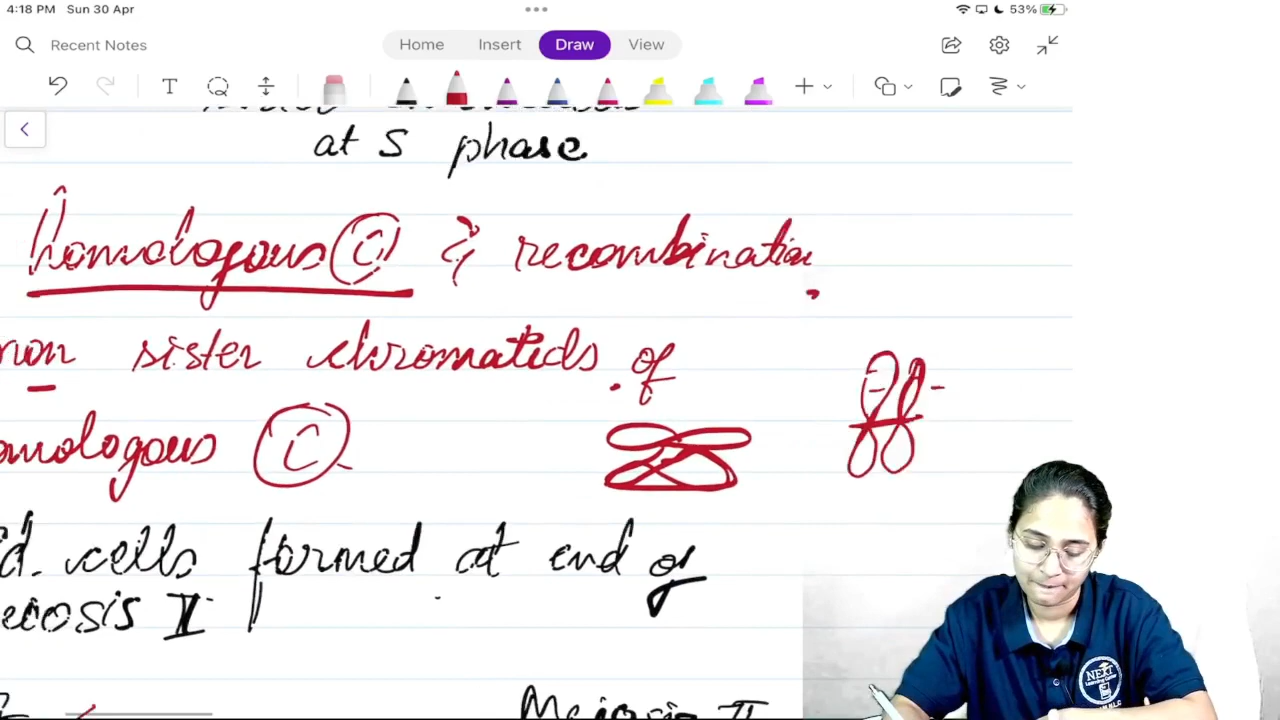 4:18 PM Sun 30 Apr
53%
Recent Notes
Home Insert Draw View
at S phase
homologous C & recombination
non sister chromatids of
homologous C
cells formed at end of
meiosis II
Meiosis II
NEXT